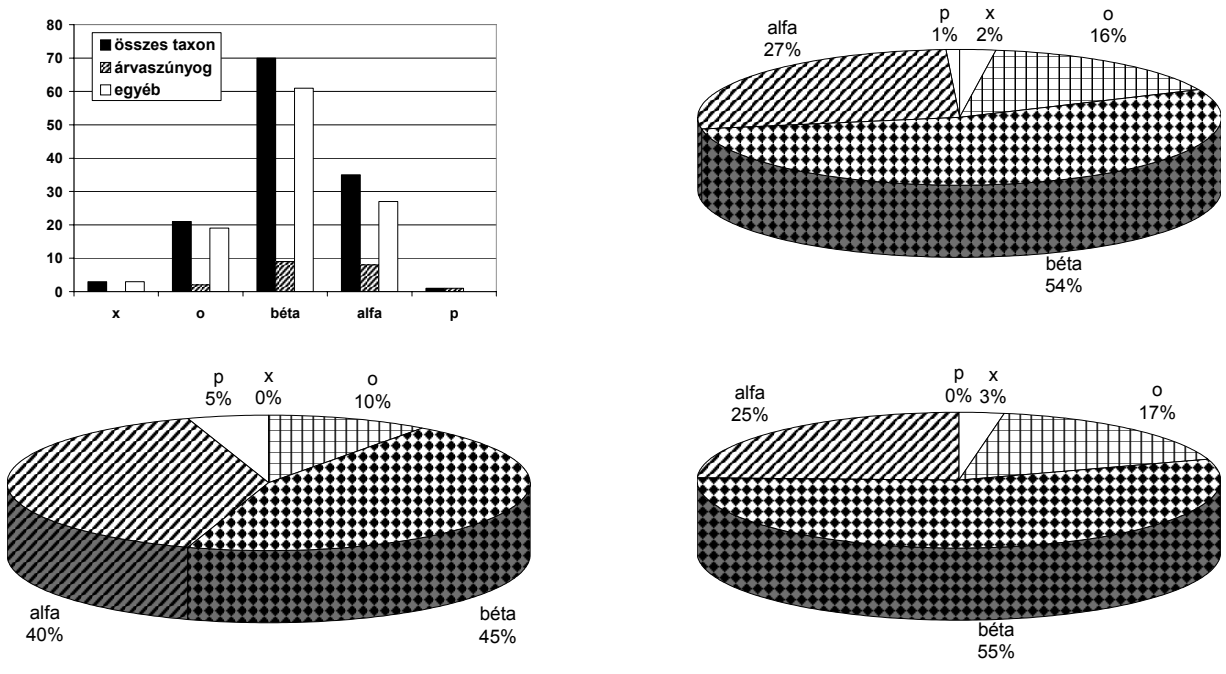 80
70
60
50
40
30
20
10
0
összes taxon
árvaszúnyog
egyéb
x o béta alfa p
alfa
27%
p
1%
x
2%
o
16%
béta
54%
p
5%
x
0%
o
10%
alfa
40%
béta
45%
alfa
25%
p
0%
x
3%
o
17%
béta
55%